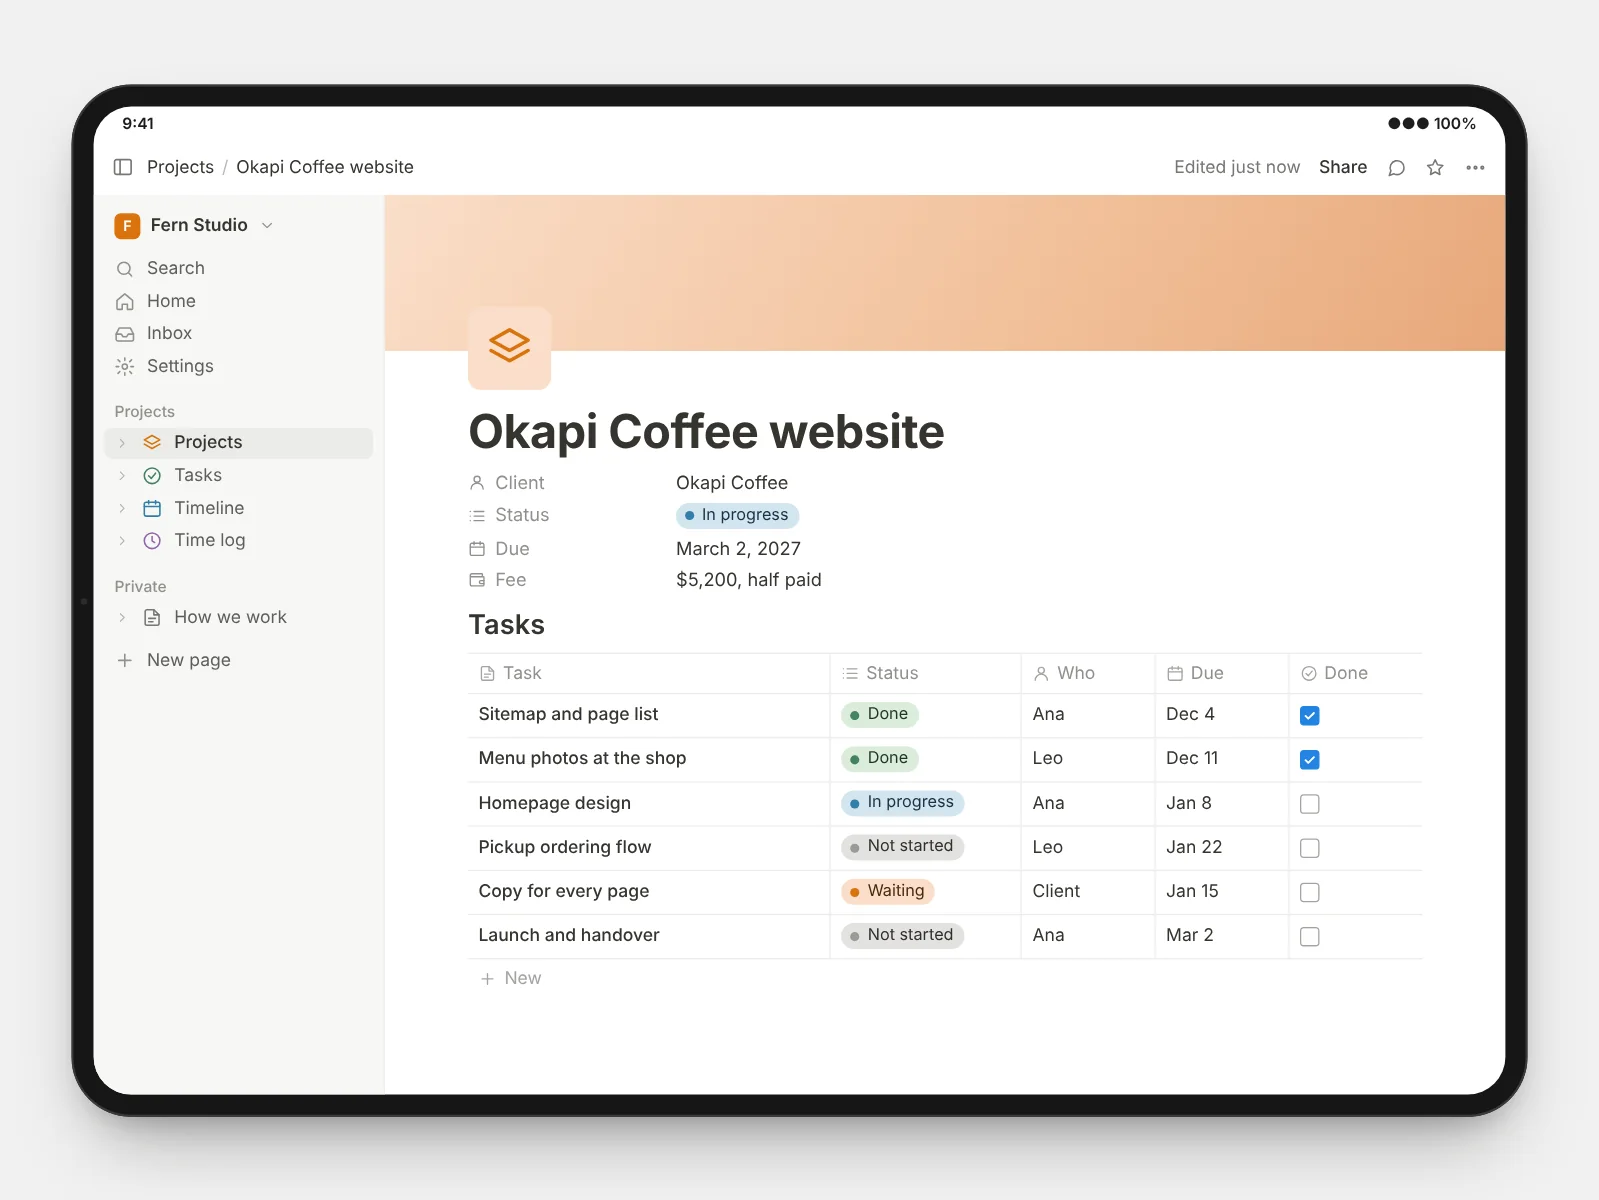 9:41
100%
Projects / Okapi Coffee website
Edited just now Share
F Fern Studio
Search
Home
Inbox
Settings
Projects
Projects
Tasks
Timeline
Time log
Private
How we work
New page
Okapi Coffee website
Client Okapi Coffee
Status In progress
Due March 2, 2027
Fee $5,200, half paid
Tasks
Task Status Who Due Done
Sitemap and page list Done Ana Dec 4
Menu photos at the shop Done Leo Dec 11
Homepage design In progress Ana Jan 8
Pickup ordering flow Not started Leo Jan 22
Copy for every page Waiting Client Jan 15
Launch and handover Not started Ana Mar 2
New